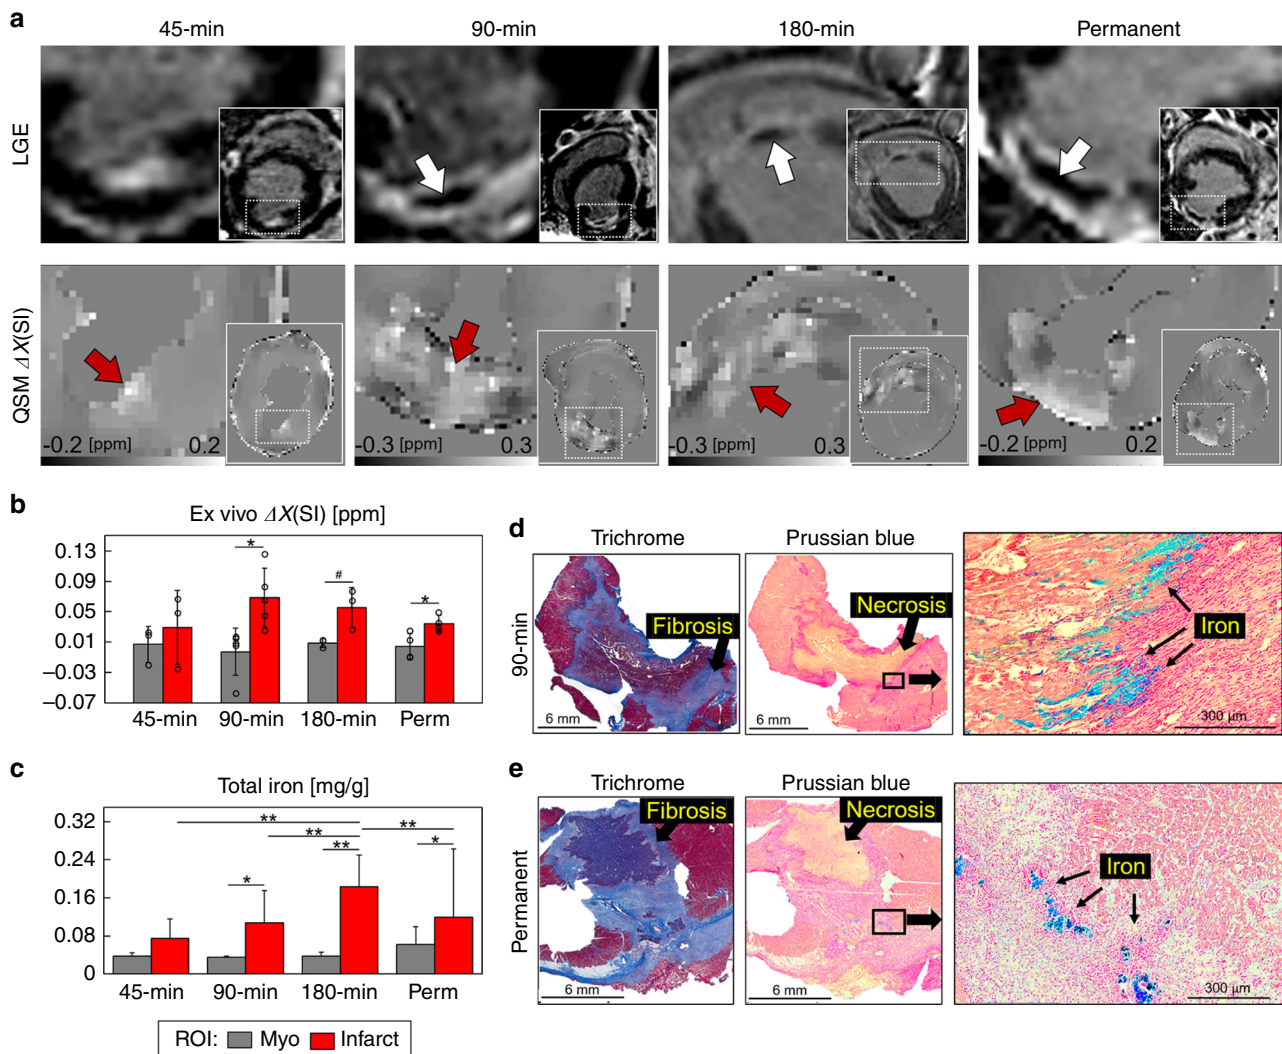 a
45-min
90-min
180-min
Permanent
LGE
QSM ΔX(SI)
-0.2 [ppm] 0.2
-0.3 [ppm] 0.3
-0.3 [ppm] 0.3
-0.2 [ppm] 0.2
b
Ex vivo ΔX(SI) [ppm]
0.13
0.09
0.05
0.01
–0.03
–0.07
*
#
*
45-min 90-min 180-min Perm
c
Total iron [mg/g]
0.32
0.24
0.16
0.08
0
**
**
**
**
*
*
45-min 90-min 180-min Perm
ROI: Myo Infarct
d
Trichrome
Prussian blue
90-min
Fibrosis
Necrosis
Iron
6 mm
6 mm
300 µm
e
Trichrome
Prussian blue
Permanent
Fibrosis
Necrosis
Iron
6 mm
6 mm
300 µm